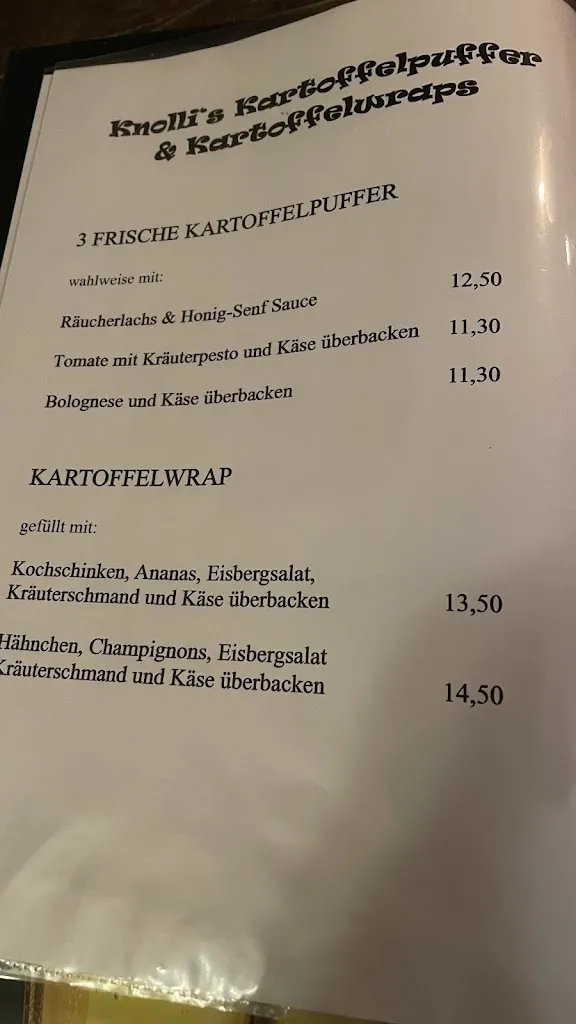 Knolli's Kartoffelpuffer
& Kartoffelwraps
3 FRISCHE KARTOFFELPUFFER
wahlweise mit:
Räucherlachs & Honig-Senf Sauce 12,50
Tomate mit Kräuterpesto und Käse überbacken 11,30
Bolognese und Käse überbacken 11,30
KARTOFFELWRAP
gefüllt mit:
Kochschinken, Ananas, Eisbergsalat,
Kräuterschmand und Käse überbacken 13,50
Hähnchen, Champignons, Eisbergsalat
Kräuterschmand und Käse überbacken 14,50